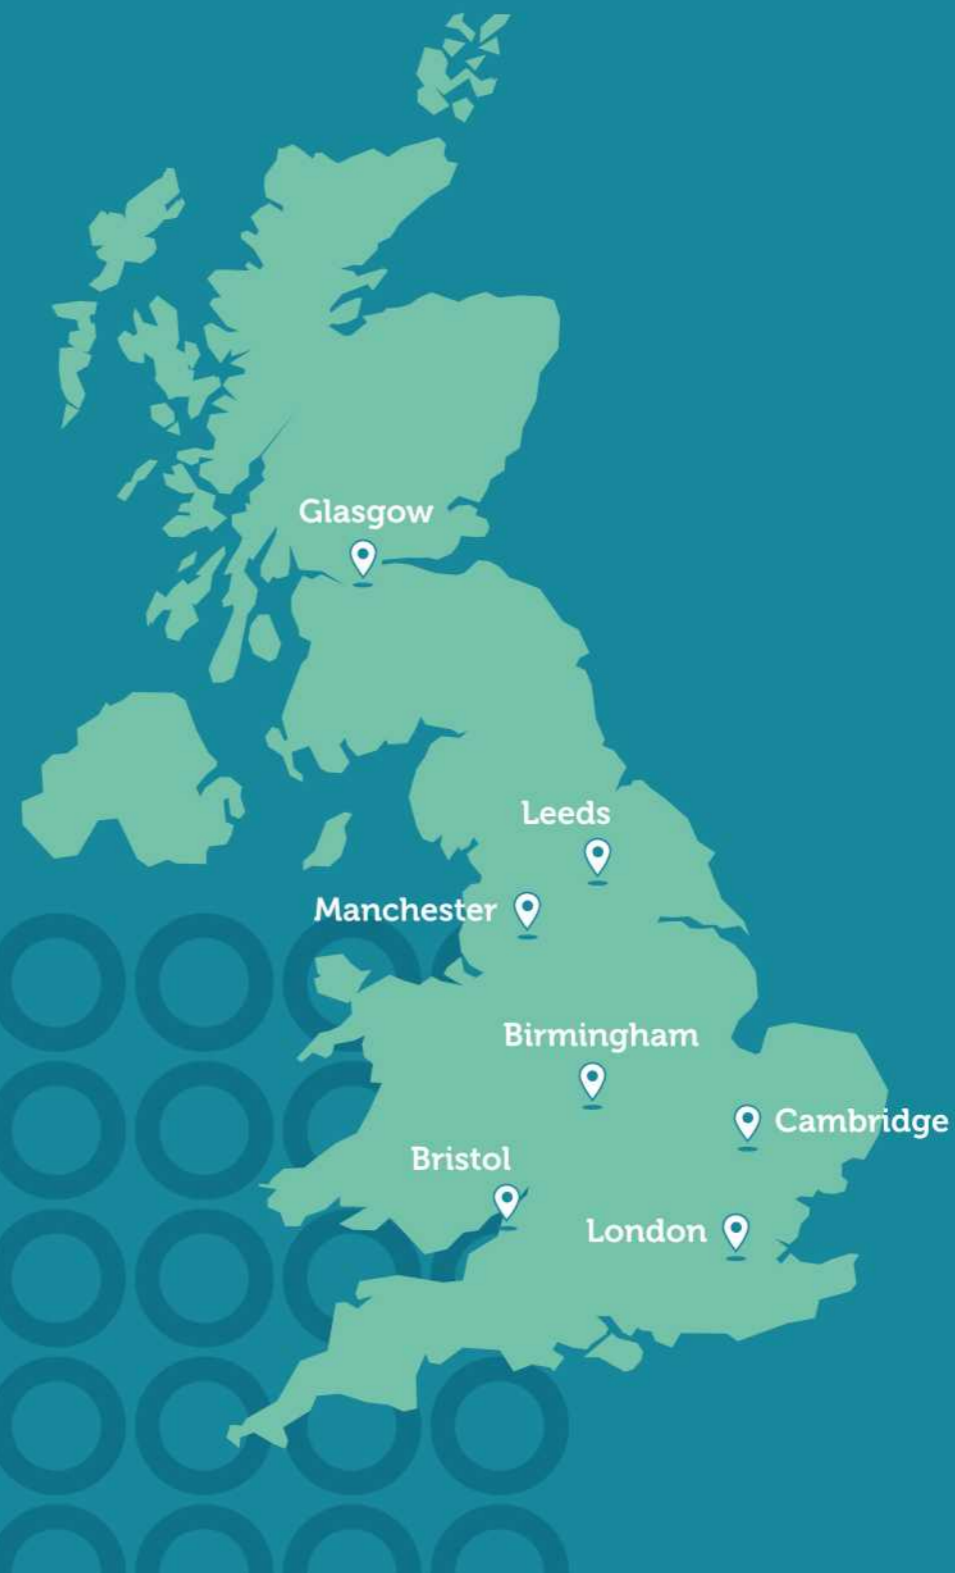 Glasgow
Leeds
Manchester
Birmingham
Cambridge
Bristol
London